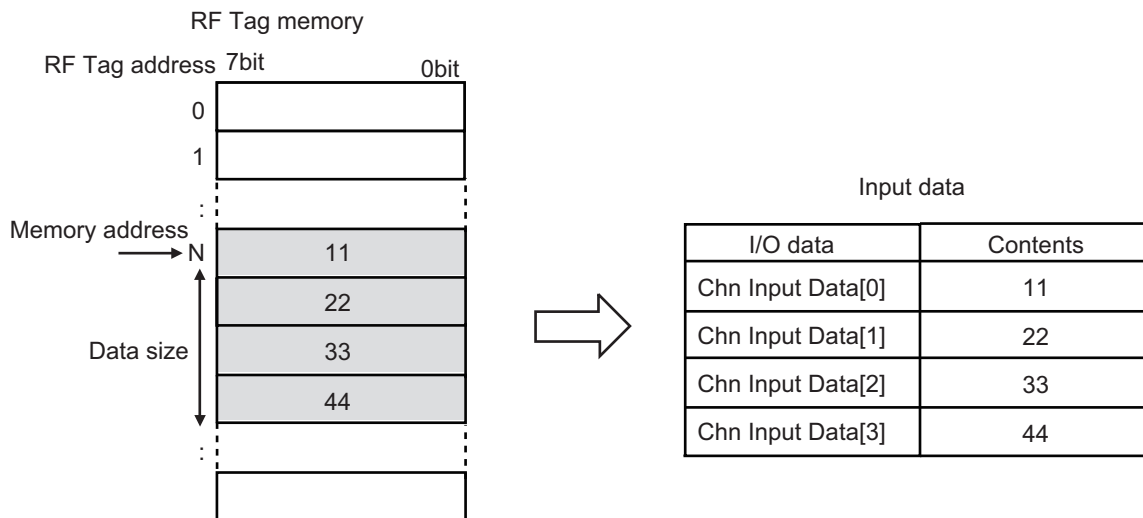 RF Tag memory
RF Tag address 7bit 0bit
0
1
:
Memory address
N 11
22
Data size 33
44
:
Input data
I/O data Contents
Chn Input Data[0] 11
Chn Input Data[1] 22
Chn Input Data[2] 33
Chn Input Data[3] 44